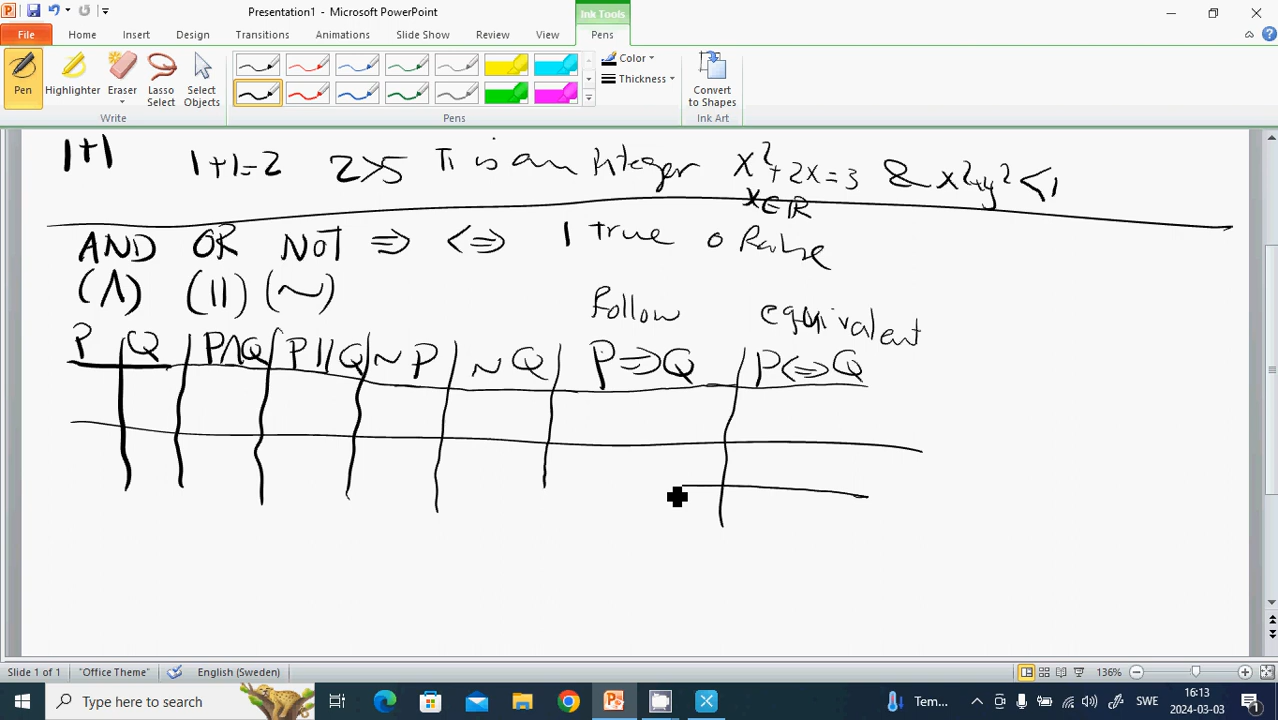 Presentation1 - Microsoft PowerPoint
Ink Tools
File Home Insert Design Transitions Animations Slide Show Review View Pens
Pen Highlighter Eraser Lasso Select Select Objects
Color
Thickness
Convert to Shapes
Write Pens Ink Art
1+1 1+1=2 2>5 π is an integer x²+2x=3 & x²+y²<1
x∈ℝ
AND OR NOT ⇒ <=> 1 true 0 False
(∧) (||) (~)
Follow equivalent
P Q P∧Q P||Q ~P ~Q P⇒Q P<=>Q
Slide 1 of 1 "Office Theme" English (Sweden) 136%
Type here to search Tem... SWE 16:13
2024-03-03